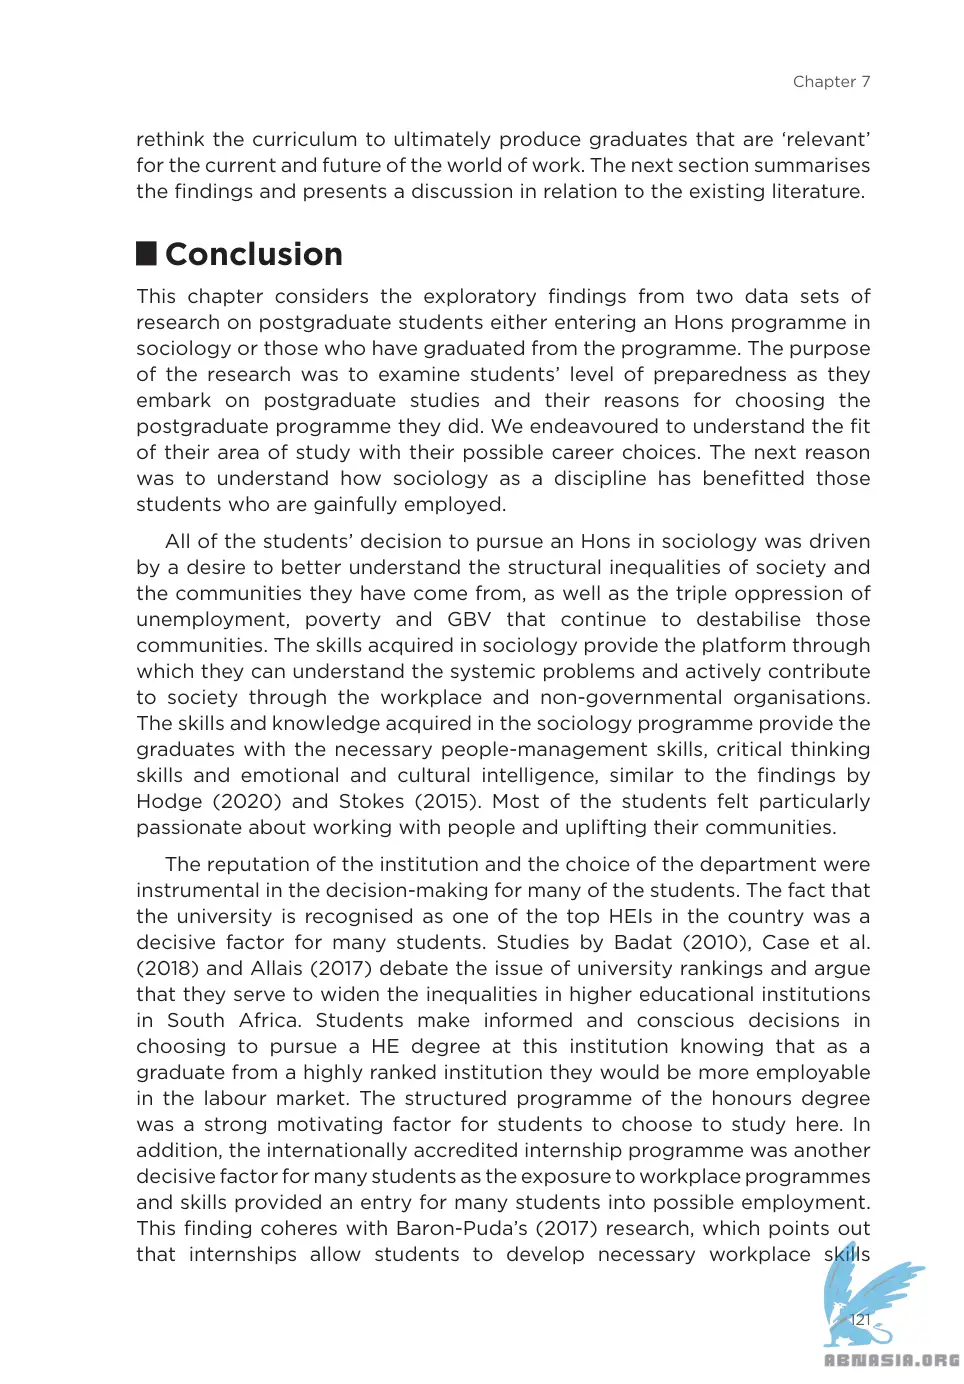 Chapter 7
rethink the curriculum to ultimately produce graduates that are ‘relevant’
for the current and future of the world of work. The next section summarises
the findings and presents a discussion in relation to the existing literature.
Conclusion
This chapter considers the exploratory findings from two data sets of
research on postgraduate students either entering an Hons programme in
sociology or those who have graduated from the programme. The purpose
of the research was to examine students’ level of preparedness as they
embark on postgraduate studies and their reasons for choosing the
postgraduate programme they did. We endeavoured to understand the fit
of their area of study with their possible career choices. The next reason
was to understand how sociology as a discipline has benefitted those
students who are gainfully employed.
All of the students’ decision to pursue an Hons in sociology was driven
by a desire to better understand the structural inequalities of society and
the communities they have come from, as well as the triple oppression of
unemployment, poverty and GBV that continue to destabilise those
communities. The skills acquired in sociology provide the platform through
which they can understand the systemic problems and actively contribute
to society through the workplace and non-governmental organisations.
The skills and knowledge acquired in the sociology programme provide the
graduates with the necessary people-management skills, critical thinking
skills and emotional and cultural intelligence, similar to the findings by
Hodge (2020) and Stokes (2015). Most of the students felt particularly
passionate about working with people and uplifting their communities.
The reputation of the institution and the choice of the department were
instrumental in the decision-making for many of the students. The fact that
the university is recognised as one of the top HEIs in the country was a
decisive factor for many students. Studies by Badat (2010), Case et al.
(2018) and Allais (2017) debate the issue of university rankings and argue
that they serve to widen the inequalities in higher educational institutions
in South Africa. Students make informed and conscious decisions in
choosing to pursue a HE degree at this institution knowing that as a
graduate from a highly ranked institution they would be more employable
in the labour market. The structured programme of the honours degree
was a strong motivating factor for students to choose to study here. In
addition, the internationally accredited internship programme was another
decisive factor for many students as the exposure to workplace programmes
and skills provided an entry for many students into possible employment.
This finding coheres with Baron-Puda’s (2017) research, which points out
that internships allow students to develop necessary workplace skills
121
ABNASIA.ORG